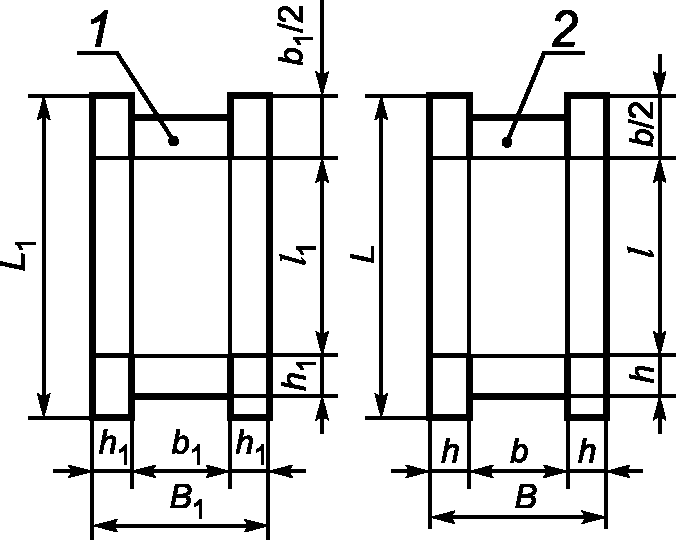 1
b₁/2
2
b/2
L₁
l₁
L
l
h₁
h
h₁
b₁
h₁
h
b
h
B₁
B